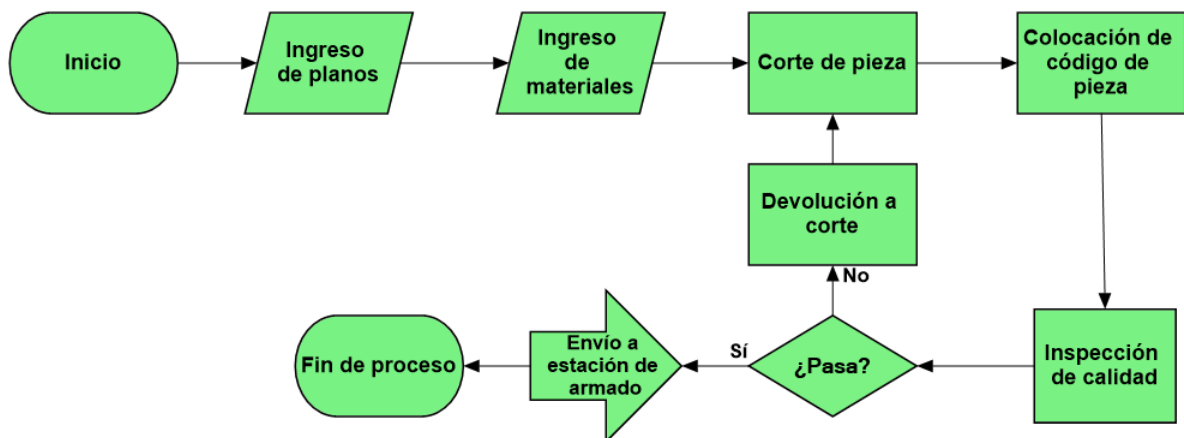 Inicio
Ingreso
de planos
Ingreso
de
materiales
Corte de pieza
Colocación de
código de
pieza
Devolución a
corte
No
Inspección
de calidad
¿Pasa?
Sí
Envío a
estación de
armado
Fin de proceso